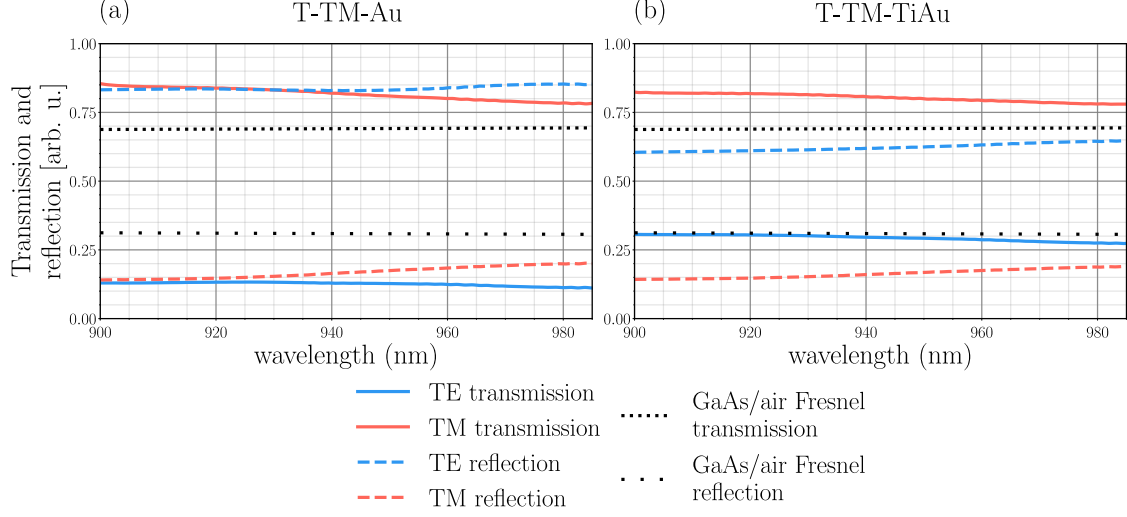 (a) T-TM-Au
(b) T-TM-TiAu
Transmission and
reflection [arb. u.]
1.00
0.75
0.50
0.25
0.00
900 920 940 960 980
wavelength (nm)
1.00
0.75
0.50
0.25
0.00
900 920 940 960 980
wavelength (nm)
TE transmission
TM transmission
TE reflection
TM reflection
GaAs/air Fresnel
transmission
GaAs/air Fresnel
reflection